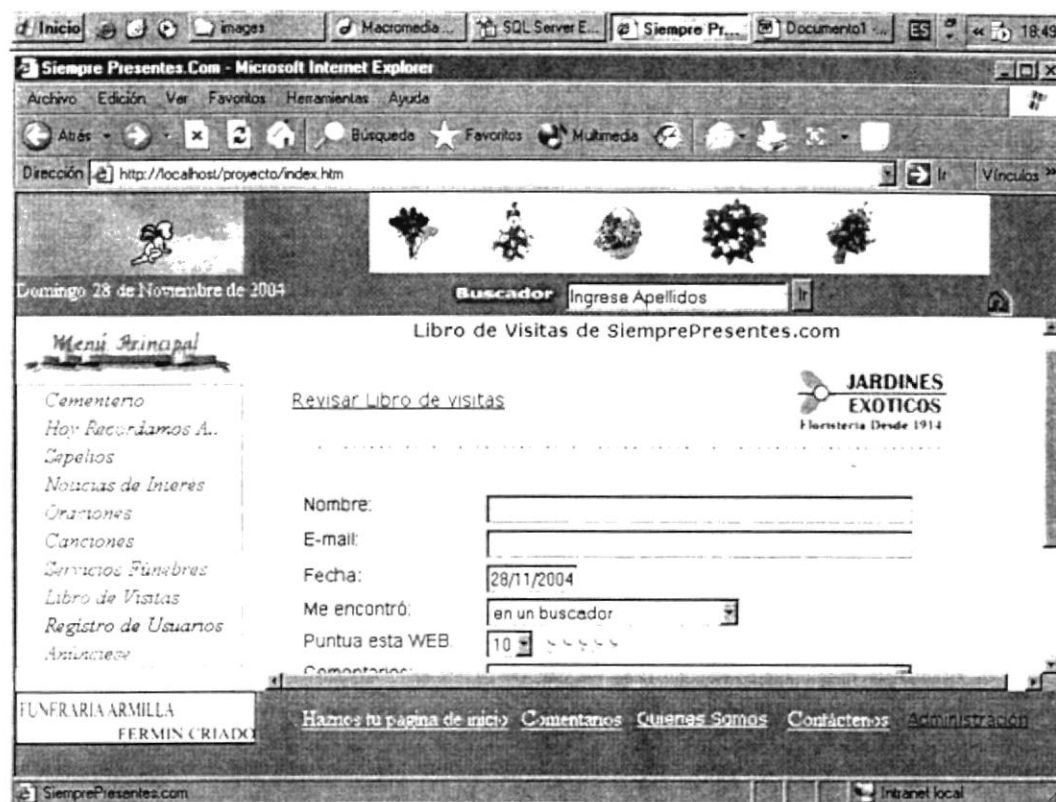 Inicio images Macromedia ... SQL Server E... Siempre Pr... Documento1 -... ES « 18:49
Siempre Presentes.Com - Microsoft Internet Explorer
Archivo Edición Ver Favoritos Herramientas Ayuda
Atrás Búsqueda Favoritos Multimedia
Dirección http://localhost/proyecto/index.htm Ir Vínculos »
Domingo 28 de Noviembre de 2004 Buscador Ingrese Apellidos Ir
Menú Principal
Cementerio
Hoy Recordamos A..
Sepelios
Noticias de Interes
Oraciones
Canciones
Servicios Fúnebres
Libro de Visitas
Registro de Usuarios
Anúnciese
Libro de Visitas de SiemprePresentes.com
Revisar Libro de visitas
JARDINES
EXOTICOS
Floristería Desde 1914
Nombre:
E-mail:
Fecha: 28/11/2004
Me encontró: en un buscador
Puntua esta WEB. 10
Comentarios:
FUNERARIA ARMILLA
FERMIN CRIADO
Haznos tu pagina de inicio Comentarios Quienes Somos Contáctenos Administración
SiemprePresentes.com Intranet local